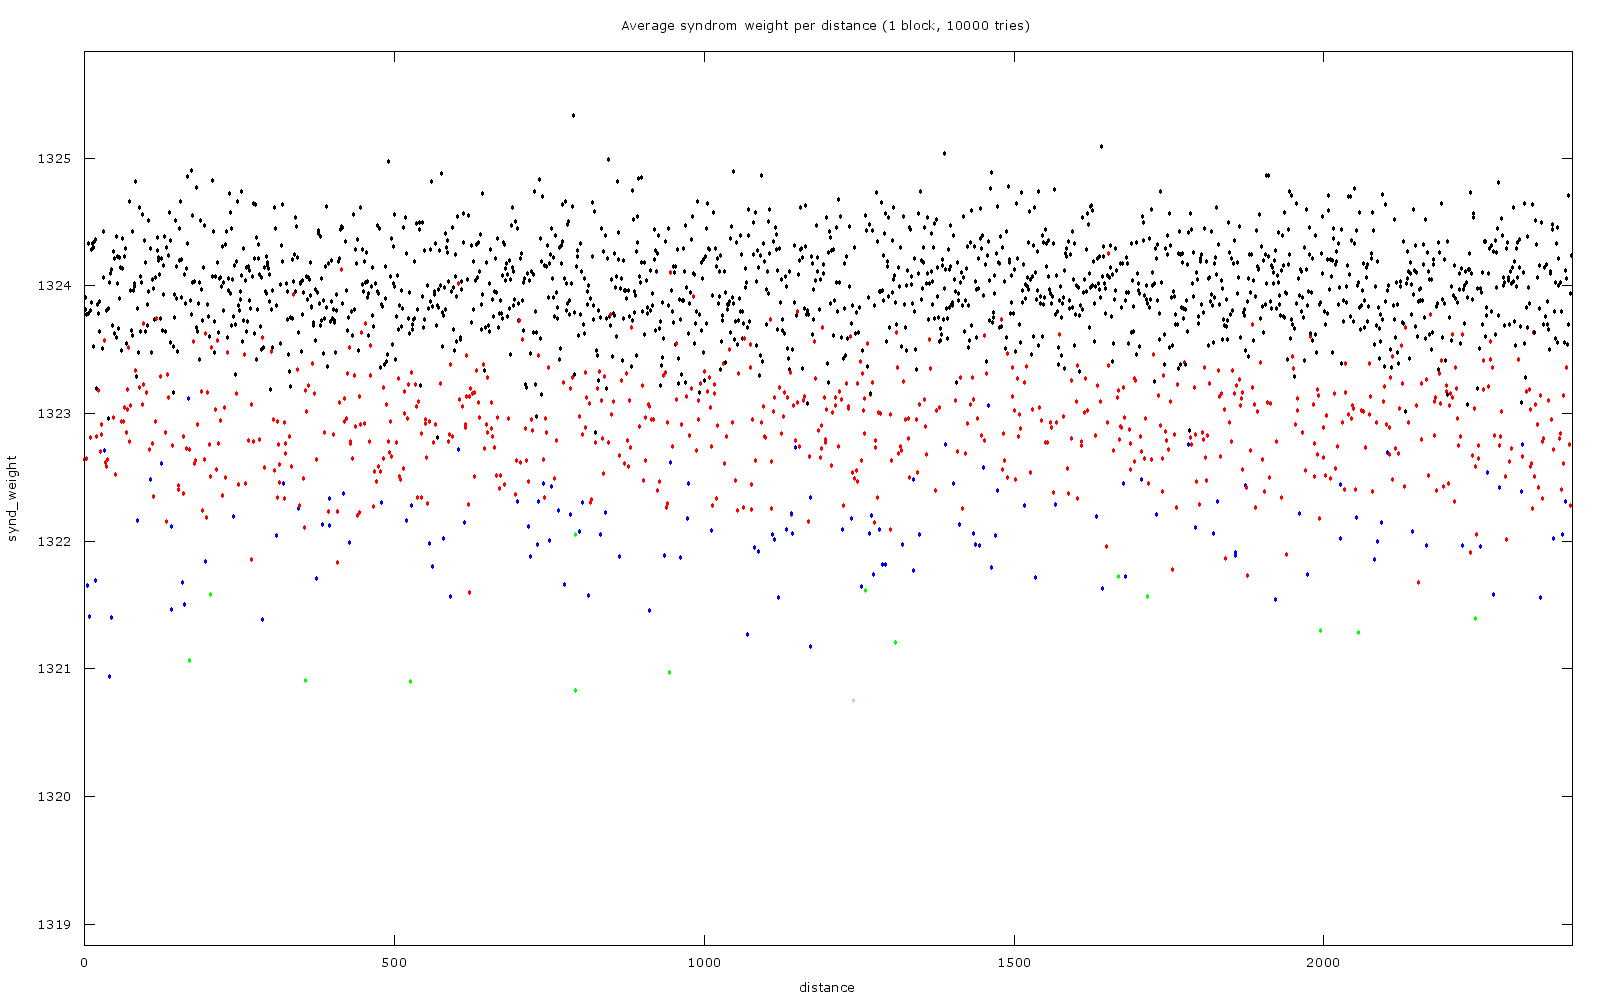 Average syndrom weight per distance (1 block, 10000 tries)
1325
1324
1323
1322
1321
1320
1319
synd_weight
0 500 1000 1500 2000
distance